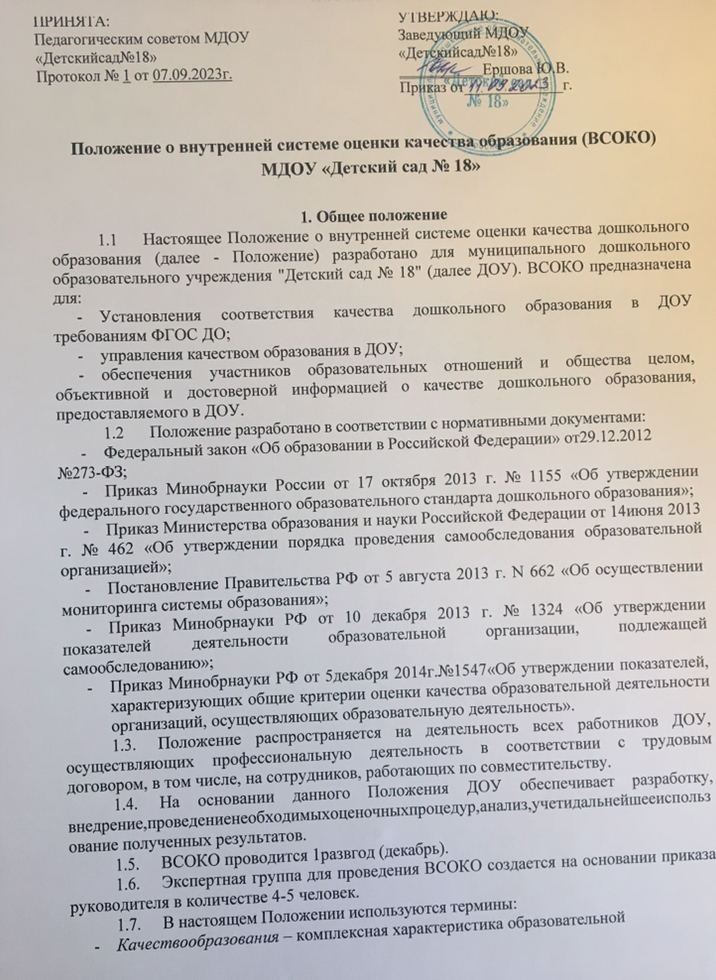 ПРИНЯТА:
Педагогическим советом МДОУ
«Детскийсад№18»
Протокол № 1 от 07.09.2023г.
УТВЕРЖДАЮ:
Заведующий МДОУ
«Детскийсад№18»
Ершова Ю.В.
Приказ от 11.09.2023 г.
№ 18»
Положение о внутренней системе оценки качества образования (ВСОКО)
МДОУ «Детский сад № 18»
1. Общее положение
1.1 Настоящее Положение о внутренней системе оценки качества дошкольного
образования (далее - Положение) разработано для муниципального дошкольного
образовательного учреждения "Детский сад № 18" (далее ДОУ). ВСОКО предназначена
для:
- Установления соответствия качества дошкольного образования в ДОУ
требованиям ФГОС ДО;
- управления качеством образования в ДОУ;
- обеспечения участников образовательных отношений и общества целом,
объективной и достоверной информацией о качестве дошкольного образования,
предоставляемого в ДОУ.
1.2 Положение разработано в соответствии с нормативными документами:
- Федеральный закон «Об образовании в Российской Федерации» от29.12.2012
№273-ФЗ;
- Приказ Минобрнауки России от 17 октября 2013 г. № 1155 «Об утверждении
федерального государственного образовательного стандарта дошкольного образования»;
- Приказ Министерства образования и науки Российской Федерации от 14июня 2013
г. № 462 «Об утверждении порядка проведения самообследования образовательной
организацией»;
- Постановление Правительства РФ от 5 августа 2013 г. N 662 «Об осуществлении
мониторинга системы образования»;
- Приказ Минобрнауки РФ от 10 декабря 2013 г. № 1324 «Об утверждении
показателей деятельности образовательной организации, подлежащей
самообследованию»;
- Приказ Минобрнауки РФ от 5декабря 2014г.№1547«Об утверждении показателей,
характеризующих общие критерии оценки качества образовательной деятельности
организаций, осуществляющих образовательную деятельность».
1.3. Положение распространяется на деятельность всех работников ДОУ,
осуществляющих профессиональную деятельность в соответствии с трудовым
договором, в том числе, на сотрудников, работающих по совместительству.
1.4. На основании данного Положения ДОУ обеспечивает разработку,
внедрение,проведениенеобходимыхоценочныхпроцедур,анализ,учетидальнейшееиспольз
ование полученных результатов.
1.5. ВСОКО проводится 1развгод (декабрь).
1.6. Экспертная группа для проведения ВСОКО создается на основании приказа
руководителя в количестве 4-5 человек.
1.7. В настоящем Положении используются термины:
- Качествообразования – комплексная характеристика образовательной